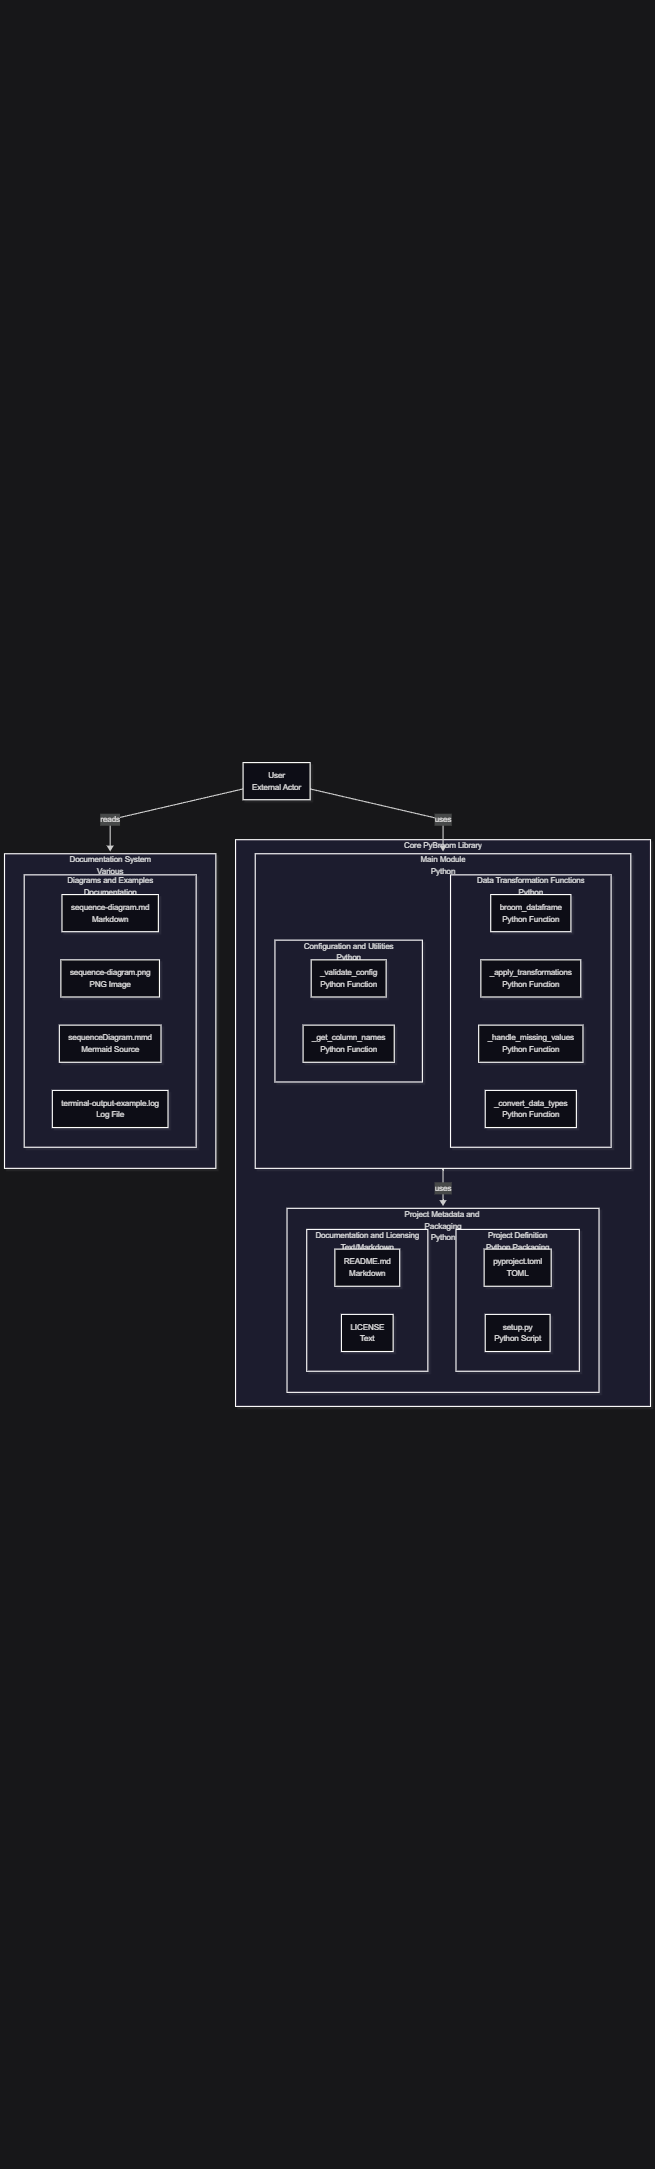 User
External Actor
reads
uses
Documentation System
Various
Diagrams and Examples
Documentation
sequence-diagram.md
Markdown
sequence-diagram.png
PNG Image
sequenceDiagram.mmd
Mermaid Source
terminal-output-example.log
Log File
Core PyBroom Library
Main Module
Python
Configuration and Utilities
Python
_validate_config
Python Function
_get_column_names
Python Function
Data Transformation Functions
Python
broom_dataframe
Python Function
_apply_transformations
Python Function
_handle_missing_values
Python Function
_convert_data_types
Python Function
uses
Project Metadata and
Packaging
Python
Documentation and Licensing
Text/Markdown
README.md
Markdown
LICENSE
Text
Project Definition
Python Packaging
pyproject.toml
TOML
setup.py
Python Script